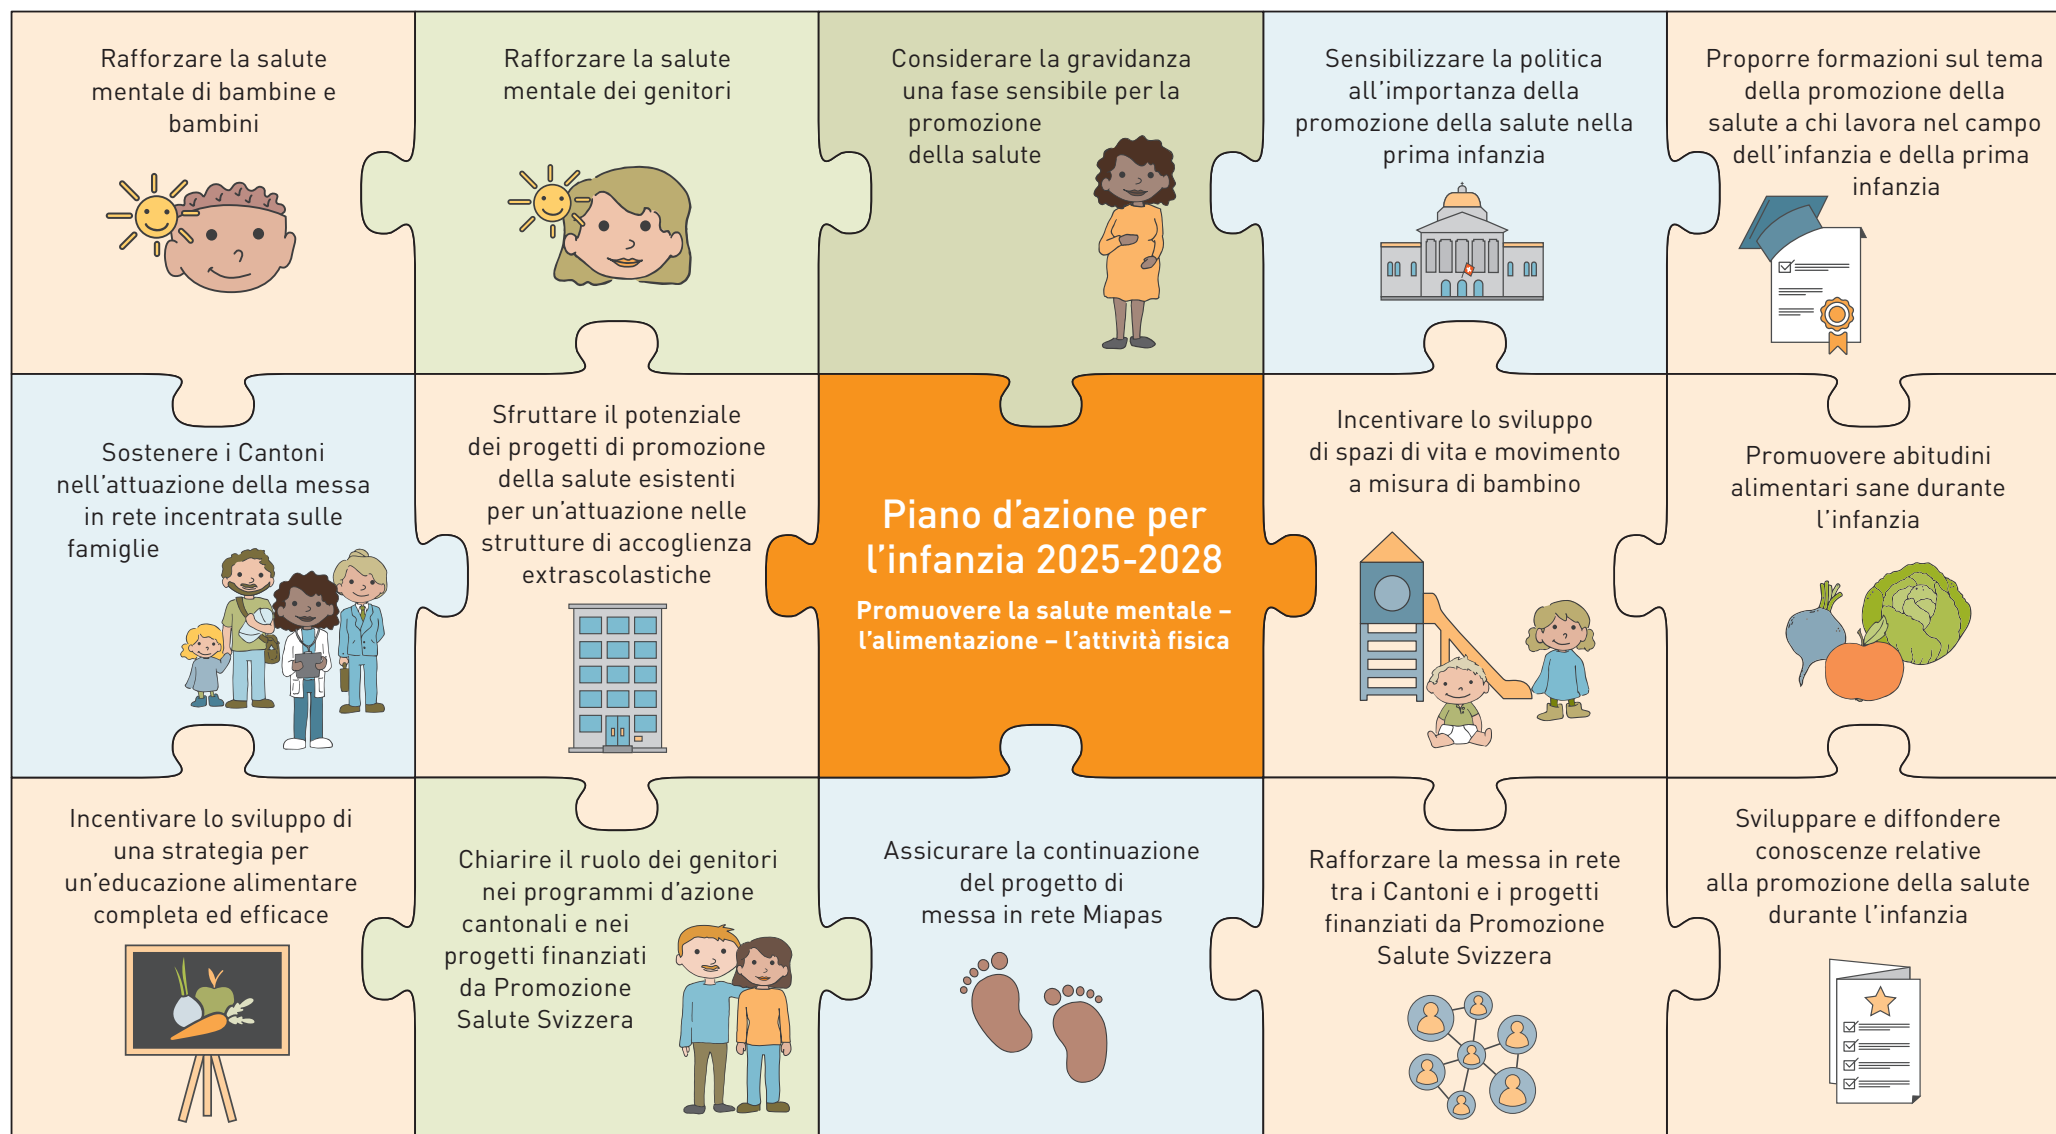 Rafforzare la salute
mentale di bambine e
bambini
Rafforzare la salute
mentale dei genitori
Considerare la gravidanza
una fase sensibile per la
promozione
della salute
Sensibilizzare la politica
all'importanza della
promozione della salute nella
prima infanzia
Proporre formazioni sul tema
della promozione della
salute a chi lavora nel campo
dell'infanzia e della prima
infanzia
Sostenere i Cantoni
nell'attuazione della messa
in rete incentrata sulle
famiglie
Sfruttare il potenziale
dei progetti di promozione
della salute esistenti
per un'attuazione nelle
strutture di accoglienza
extrascolastiche
Piano d'azione per
l'infanzia 2025-2028
Promuovere la salute mentale –
l'alimentazione – l'attività fisica
Incentivare lo sviluppo
di spazi di vita e movimento
a misura di bambino
Promuovere abitudini
alimentari sane durante
l'infanzia
Incentivare lo sviluppo di
una strategia per
un'educazione alimentare
completa ed efficace
Chiarire il ruolo dei genitori
nei programmi d'azione
cantonali e nei
progetti finanziati
da Promozione
Salute Svizzera
Assicurare la continuazione
del progetto di
messa in rete Miapas
Rafforzare la messa in rete
tra i Cantoni e i progetti
finanziati da Promozione
Salute Svizzera
Sviluppare e diffondere
conoscenze relative
alla promozione della salute
durante l'infanzia